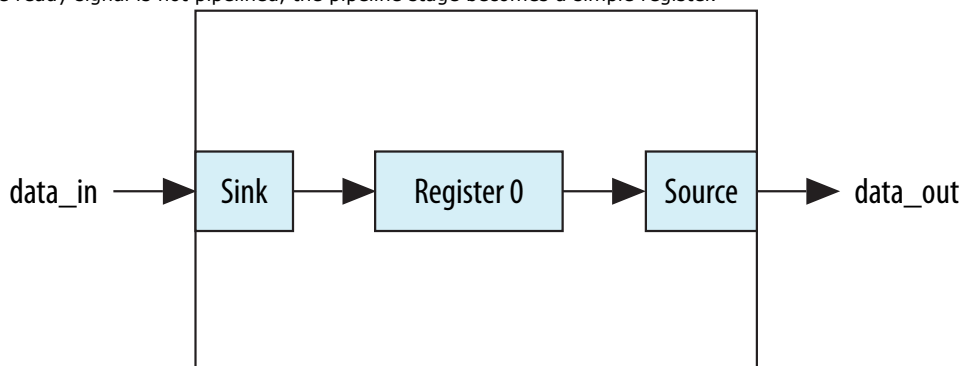 ready signal is not pipelined, the pipeline stage becomes a simple register.
data_in
Sink
Register 0
Source
data_out